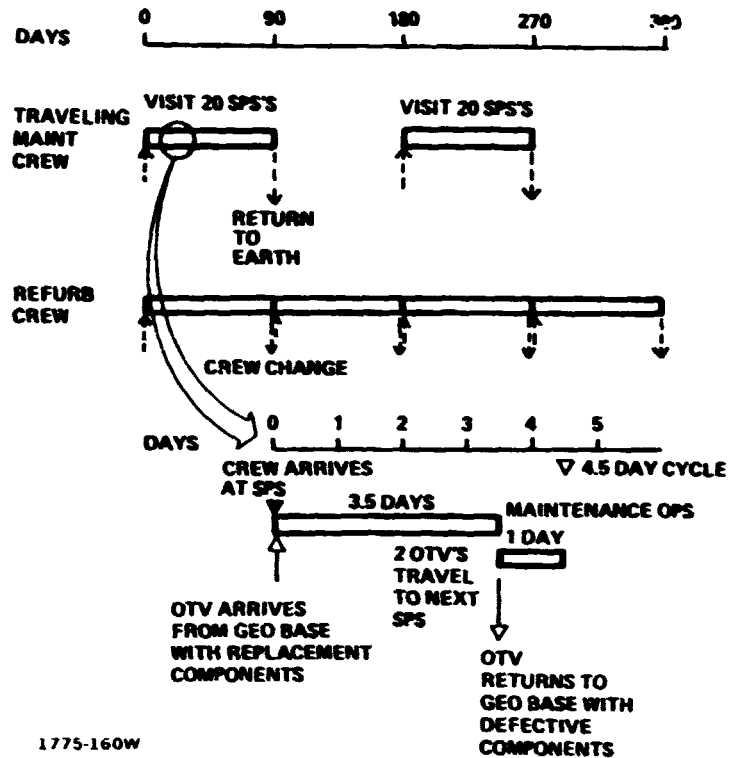 0 90 180 270 360
DAYS
VISIT 20 SPS'S VISIT 20 SPS'S
TRAVELING
MAINT
CREW
RETURN
TO
EARTH
REFURB
CREW
CREW CHANGE
0 1 2 3 4 5
DAYS
CREW ARRIVES
AT SPS
▽ 4.5 DAY CYCLE
3.5 DAYS
MAINTENANCE OPS
1 DAY
2 OTV'S
TRAVEL
TO NEXT
SPS
OTV ARRIVES
FROM GEO BASE
WITH REPLACEMENT
COMPONENTS
OTV
RETURNS TO
GEO BASE WITH
DEFECTIVE
COMPONENTS
1775-160W